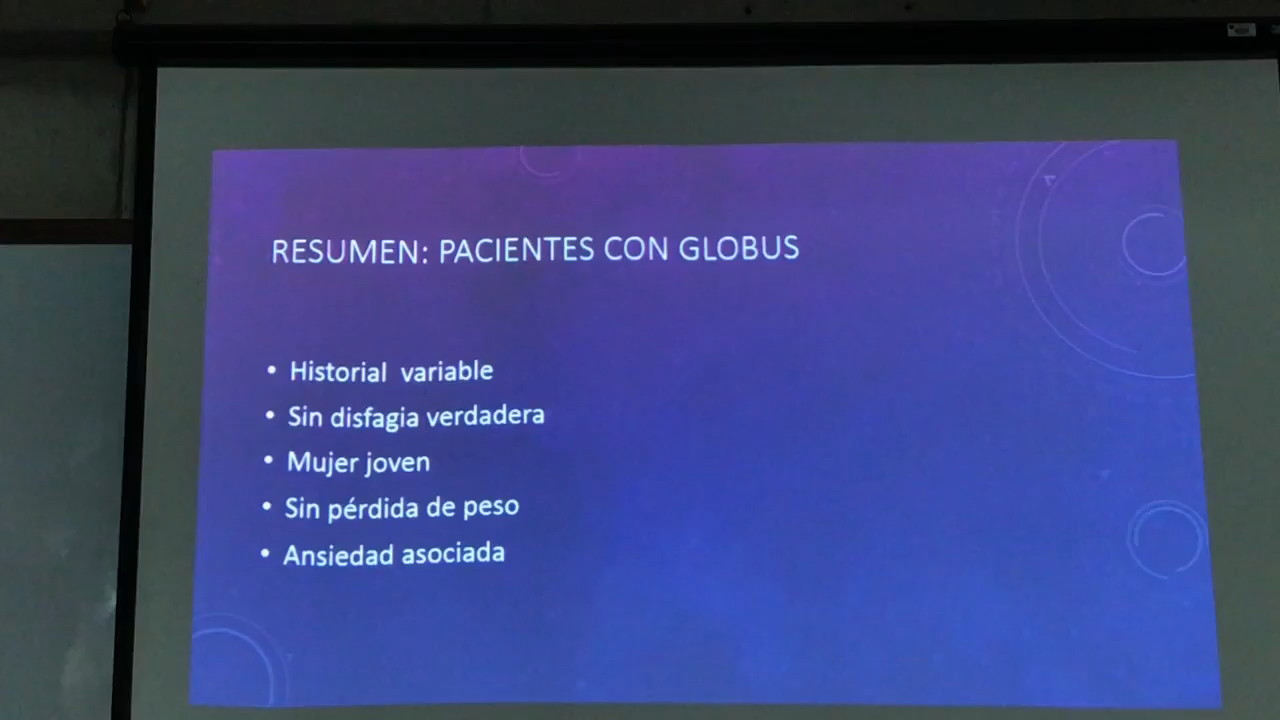 RESUMEN: PACIENTES CON GLOBUS
• Historial variable
• Sin disfagia verdadera
• Mujer joven
• Sin pérdida de peso
• Ansiedad asociada